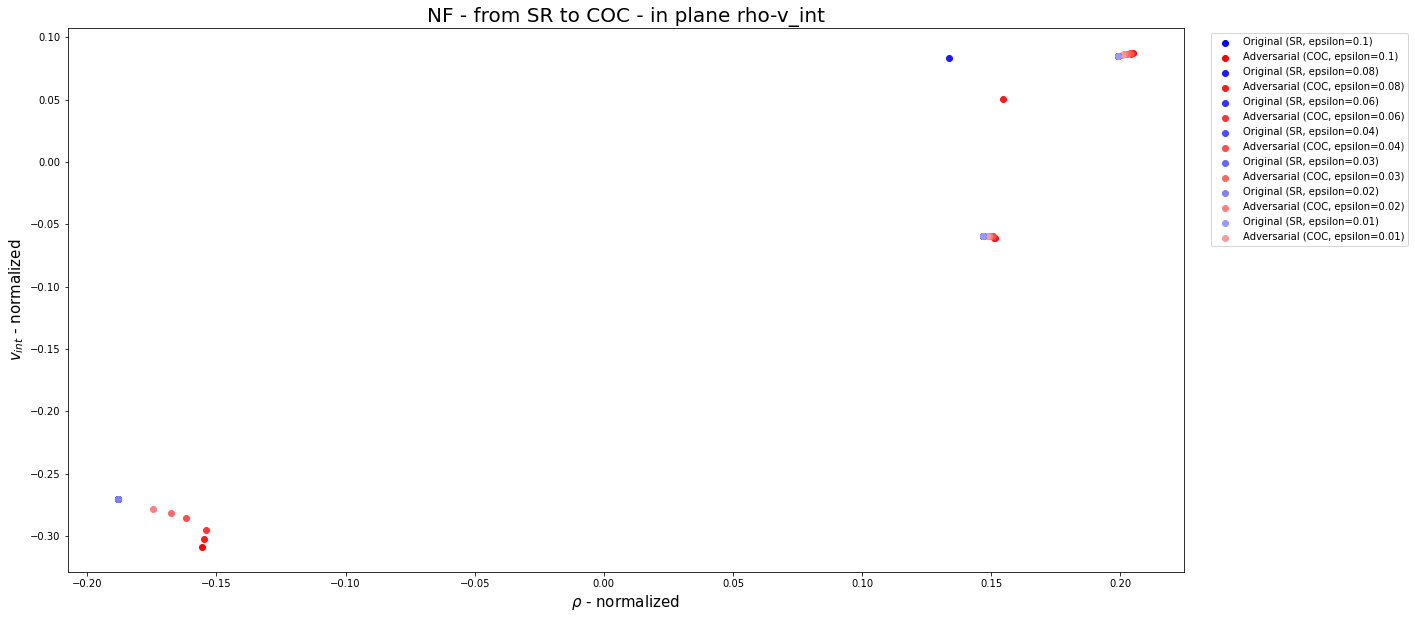 NF - from SR to COC - in plane rho-v_int
0.10
0.05
0.00
−0.05
−0.10
−0.15
−0.20
−0.25
−0.30
v_int - normalized
−0.20
−0.15
−0.10
−0.05
0.00
0.05
0.10
0.15
0.20
ρ - normalized
Original (SR, epsilon=0.1)
Adversarial (COC, epsilon=0.1)
Original (SR, epsilon=0.08)
Adversarial (COC, epsilon=0.08)
Original (SR, epsilon=0.06)
Adversarial (COC, epsilon=0.06)
Original (SR, epsilon=0.04)
Adversarial (COC, epsilon=0.04)
Original (SR, epsilon=0.03)
Adversarial (COC, epsilon=0.03)
Original (SR, epsilon=0.02)
Adversarial (COC, epsilon=0.02)
Original (SR, epsilon=0.01)
Adversarial (COC, epsilon=0.01)